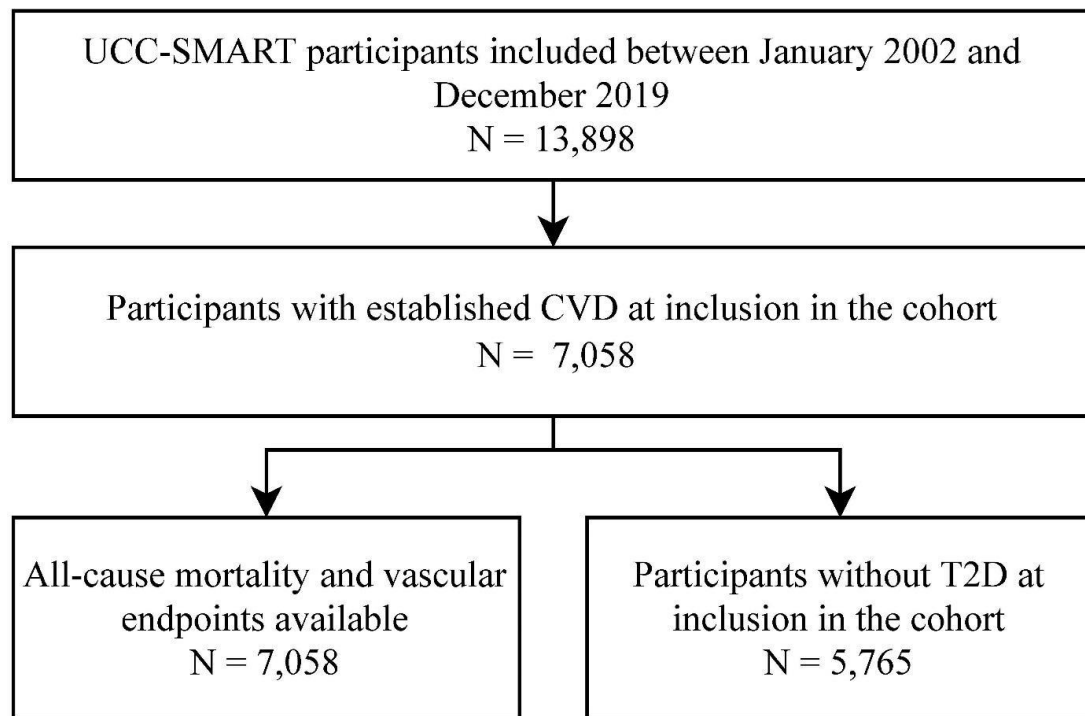 UCC-SMART participants included between January 2002 and
December 2019
N = 13,898
Participants with established CVD at inclusion in the cohort
N =  7,058
All-cause mortality and vascular
endpoints available
N = 7,058
Participants without T2D at
inclusion in the cohort
N = 5,765